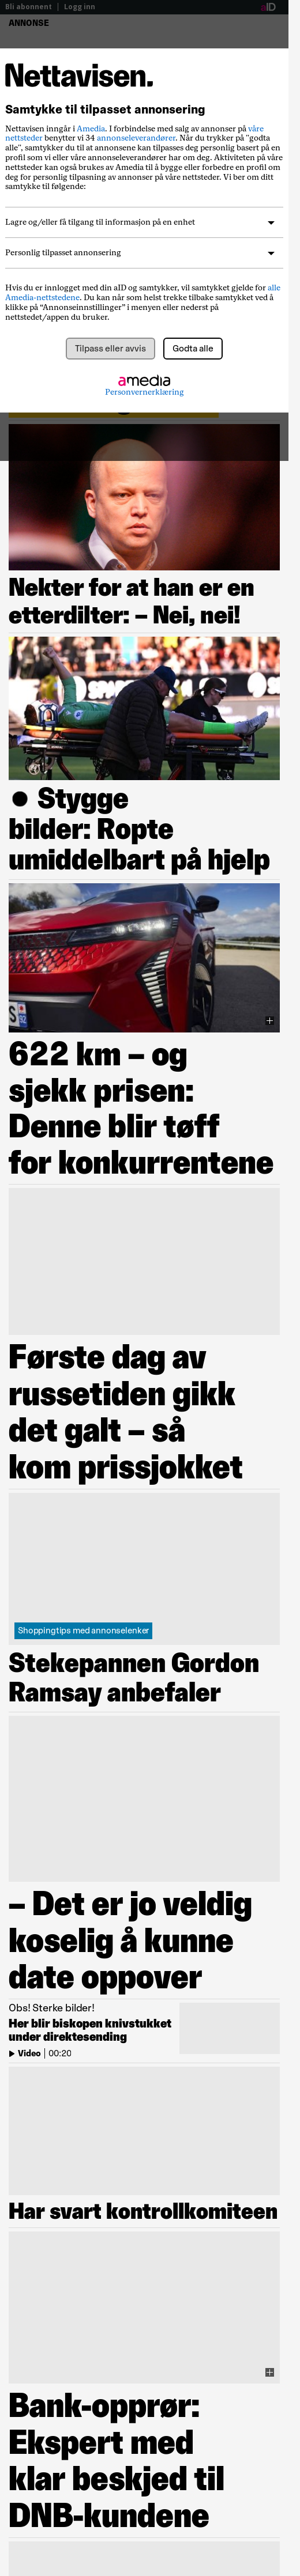 Bli abonnent | Logg inn
aID
ANNONSE
Nettavisen.
Samtykke til tilpasset annonsering
Nettavisen inngår i Amedia. I forbindelse med salg av annonser på våre
nettsteder benytter vi 34 annonseleverandører. Når du trykker på "godta
alle", samtykker du til at annonser kan tilpasses deg personlig basert på en
profil som vi eller våre annonseleverandører har om deg. Aktiviteten på våre
nettsteder kan også brukes av Amedia til å bygge eller forbedre en profil om
deg for personlig tilpasning av annonser på våre nettsteder. Vi ber om ditt
samtykke til følgende:
Lagre og/eller få tilgang til informasjon på en enhet
Personlig tilpasset annonsering
Hvis du er innlogget med din aID og samtykker, vil samtykket gjelde for alle
Amedia-nettstedene. Du kan når som helst trekke tilbake samtykket ved å
klikke på “Annonseinnstillinger” i menyen eller nederst på
nettstedet/appen du bruker.
Tilpass eller avvis
Godta alle
amedia
Personvernerklæring
Nekter for at han er en
etterdilter: – Nei, nei!
● Stygge
bilder: Ropte
umiddelbart på hjelp
622 km – og
sjekk prisen:
Denne blir tøff
for konkurrentene
Første dag av
russetiden gikk
det galt – så
kom prissjokket
Shoppingtips med annonselenker
Stekepannen Gordon
Ramsay anbefaler
– Det er jo veldig
koselig å kunne
date oppover
Obs! Sterke bilder!
Her blir biskopen knivstukket
under direktesending
Video | 00:20
Har svart kontrollkomiteen
Bank-opprør:
Ekspert med
klar beskjed til
DNB-kundene